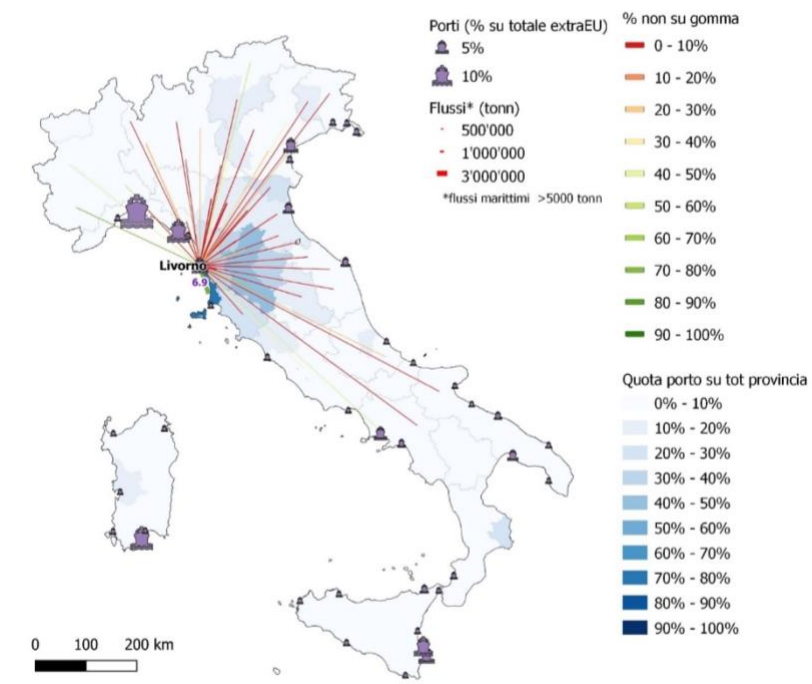 Porti (% su totale extraEU)
5%
10%
Flussi* (tonn)
500'000
1'000'000
3'000'000
*flussi marittimi >5000 tonn
% non su gomma
0 - 10%
10 - 20%
20 - 30%
30 - 40%
40 - 50%
50 - 60%
60 - 70%
70 - 80%
80 - 90%
90 - 100%
Livorno
6.9
Quota porto su tot provincia
0% - 10%
10% - 20%
20% - 30%
30% - 40%
40% - 50%
50% - 60%
60% - 70%
70% - 80%
80% - 90%
90% - 100%
0 100 200 km